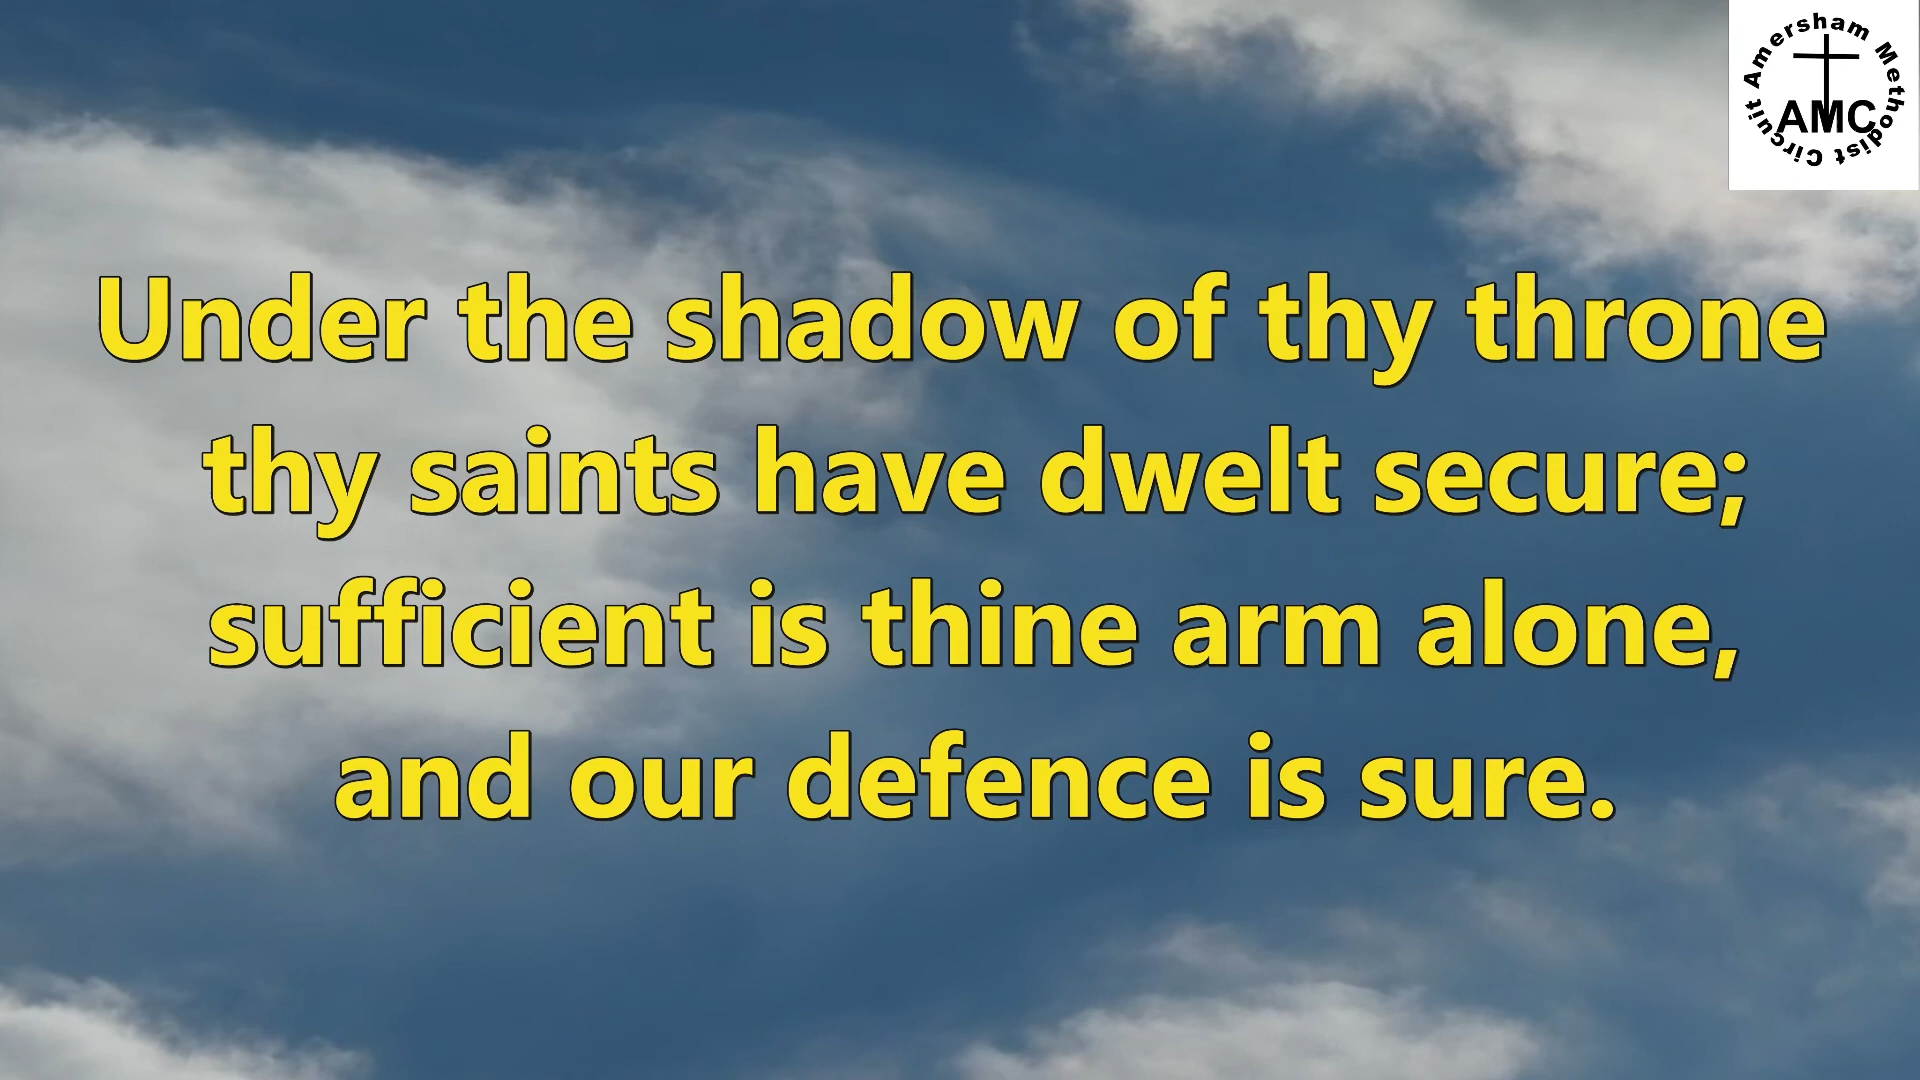 Amersham Methodist Circuit
AMC
Under the shadow of thy throne
thy saints have dwelt secure;
sufficient is thine arm alone,
and our defence is sure.